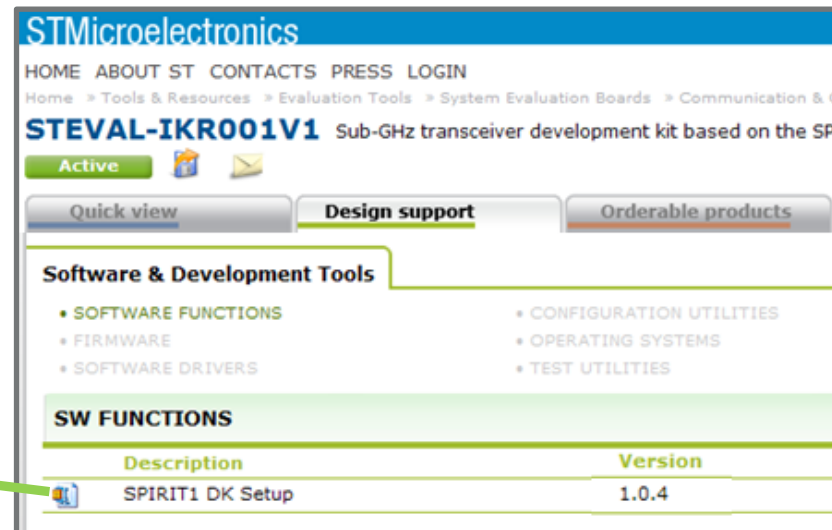 STMicroelectronics
HOME ABOUT ST CONTACTS PRESS LOGIN
Home » Tools & Resources » Evaluation Tools » System Evaluation Boards » Communication &
STEVAL-IKR001V1 Sub-GHz transceiver development kit based on the SP
Active
Quick view Design support Orderable products
Software & Development Tools
• SOFTWARE FUNCTIONS • CONFIGURATION UTILITIES
• FIRMWARE • OPERATING SYSTEMS
• SOFTWARE DRIVERS • TEST UTILITIES
SW FUNCTIONS
Description Version
SPIRIT1 DK Setup 1.0.4